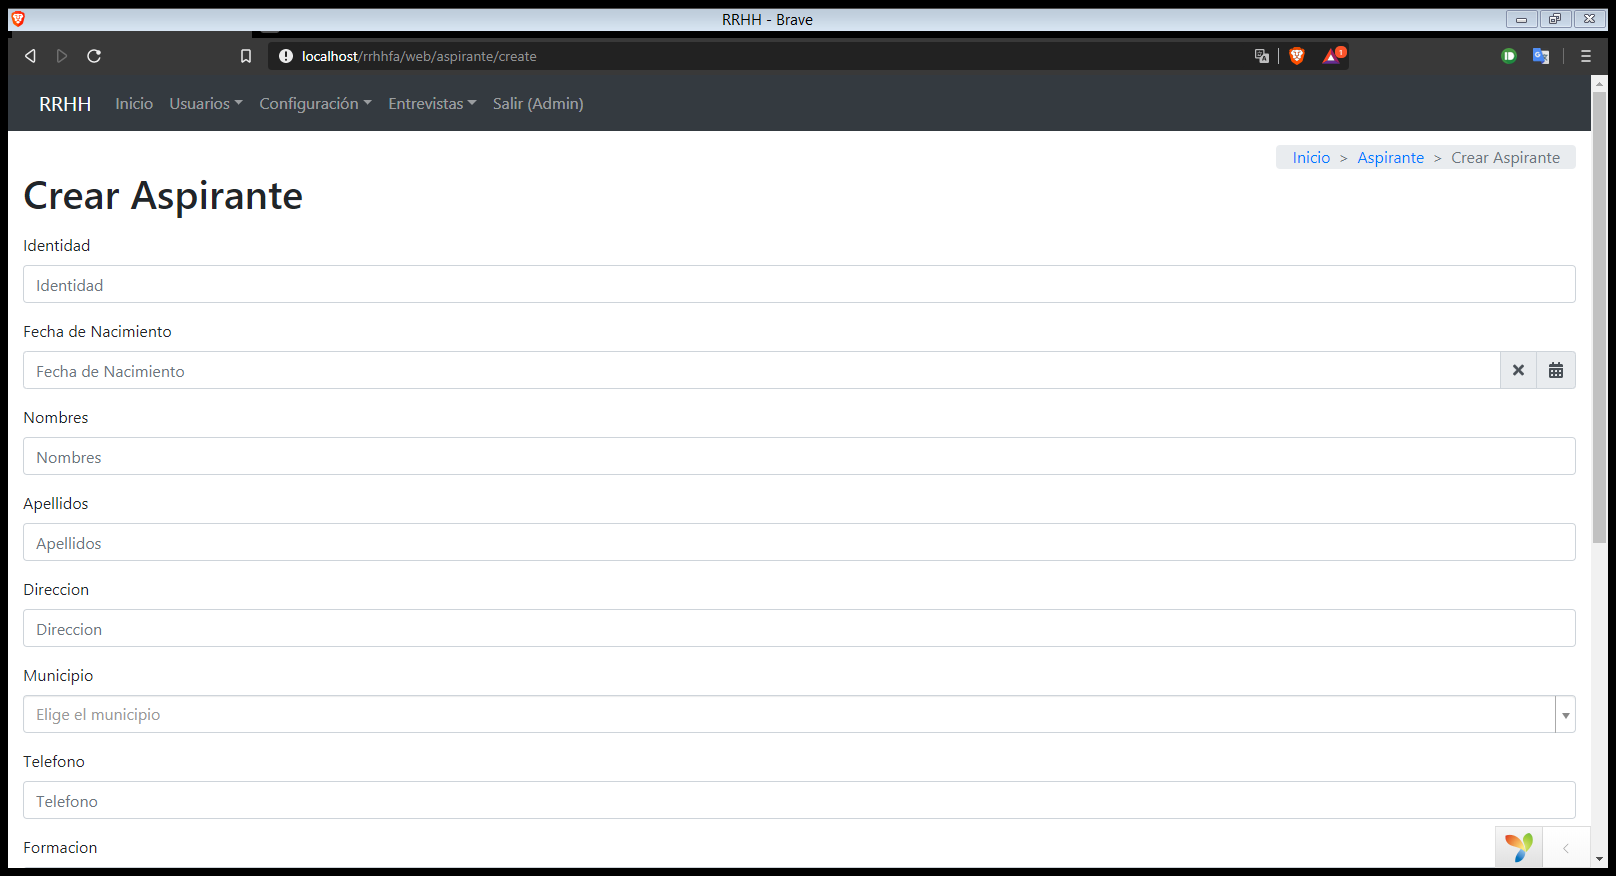 RRHH - Brave
localhost/rrhhfa/web/aspirante/create
1
RRHH Inicio Usuarios Configuración Entrevistas Salir (Admin)
Inicio > Aspirante > Crear Aspirante
Crear Aspirante
Identidad
Identidad
Fecha de Nacimiento
Fecha de Nacimiento
Nombres
Nombres
Apellidos
Apellidos
Direccion
Direccion
Municipio
Elige el municipio
Telefono
Telefono
Formacion